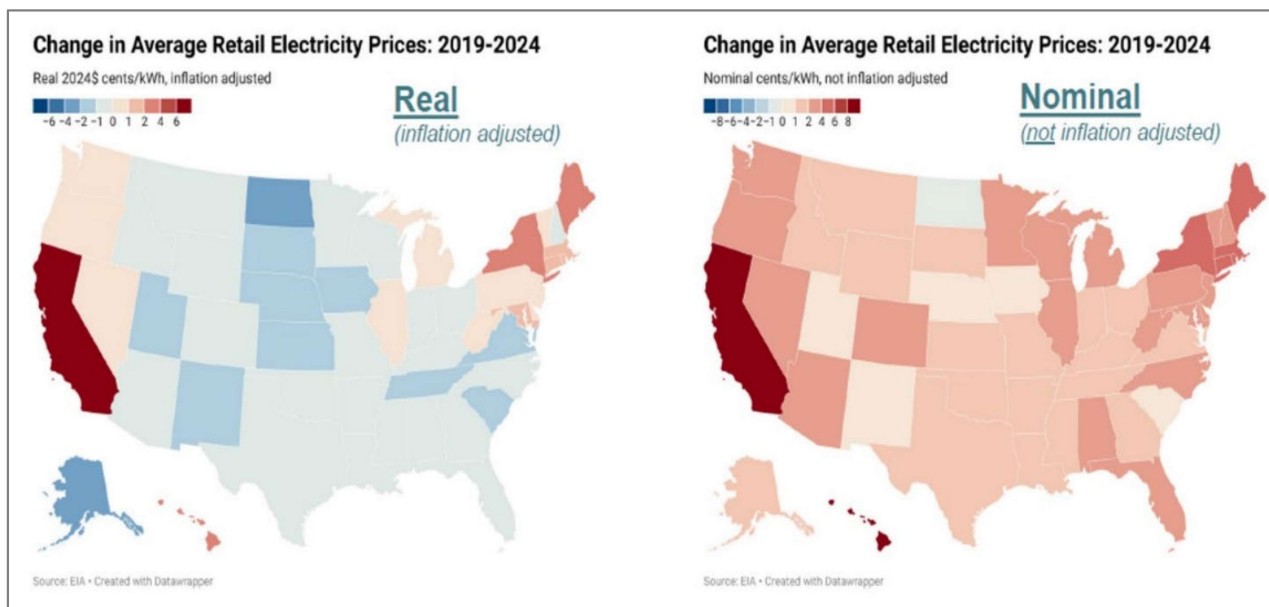 Change in Average Retail Electricity Prices: 2019-2024
Real 2024$ cents/kWh, inflation adjusted
−6 −4 −2 −1 0 1 2 4 6
Real
(inflation adjusted)
Source: EIA • Created with Datawrapper
Change in Average Retail Electricity Prices: 2019-2024
Nominal cents/kWh, not inflation adjusted
−8 −6 −4 −2 −1 0 1 2 4 6 8
Nominal
(not inflation adjusted)
Source: EIA • Created with Datawrapper